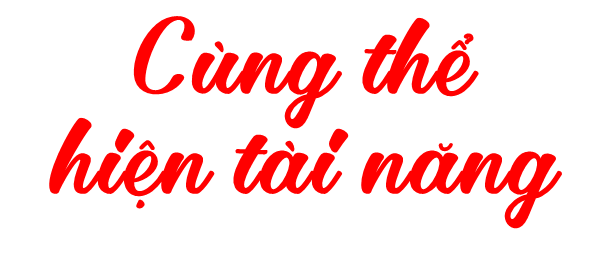 Cùng thể
hiện tài năng